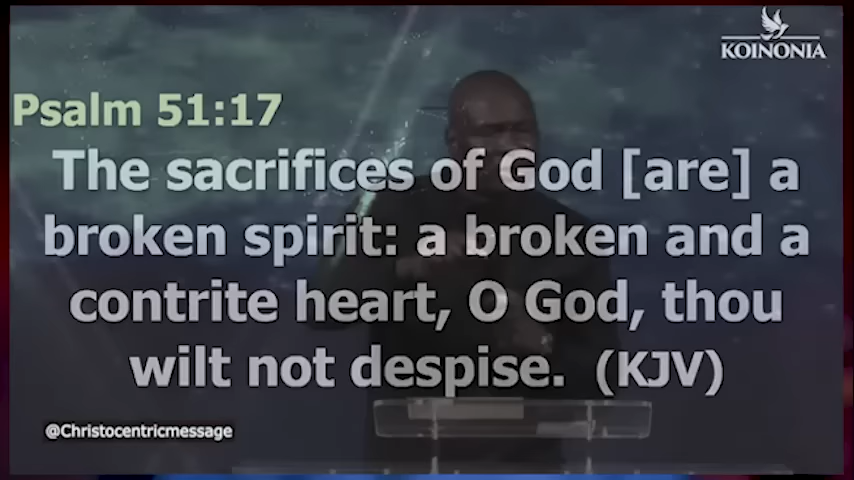 KOINONIA
Psalm 51:17
The sacrifices of God [are] a
broken spirit: a broken and a
contrite heart, O God, thou
wilt not despise. (KJV)
@Christocentricmessage